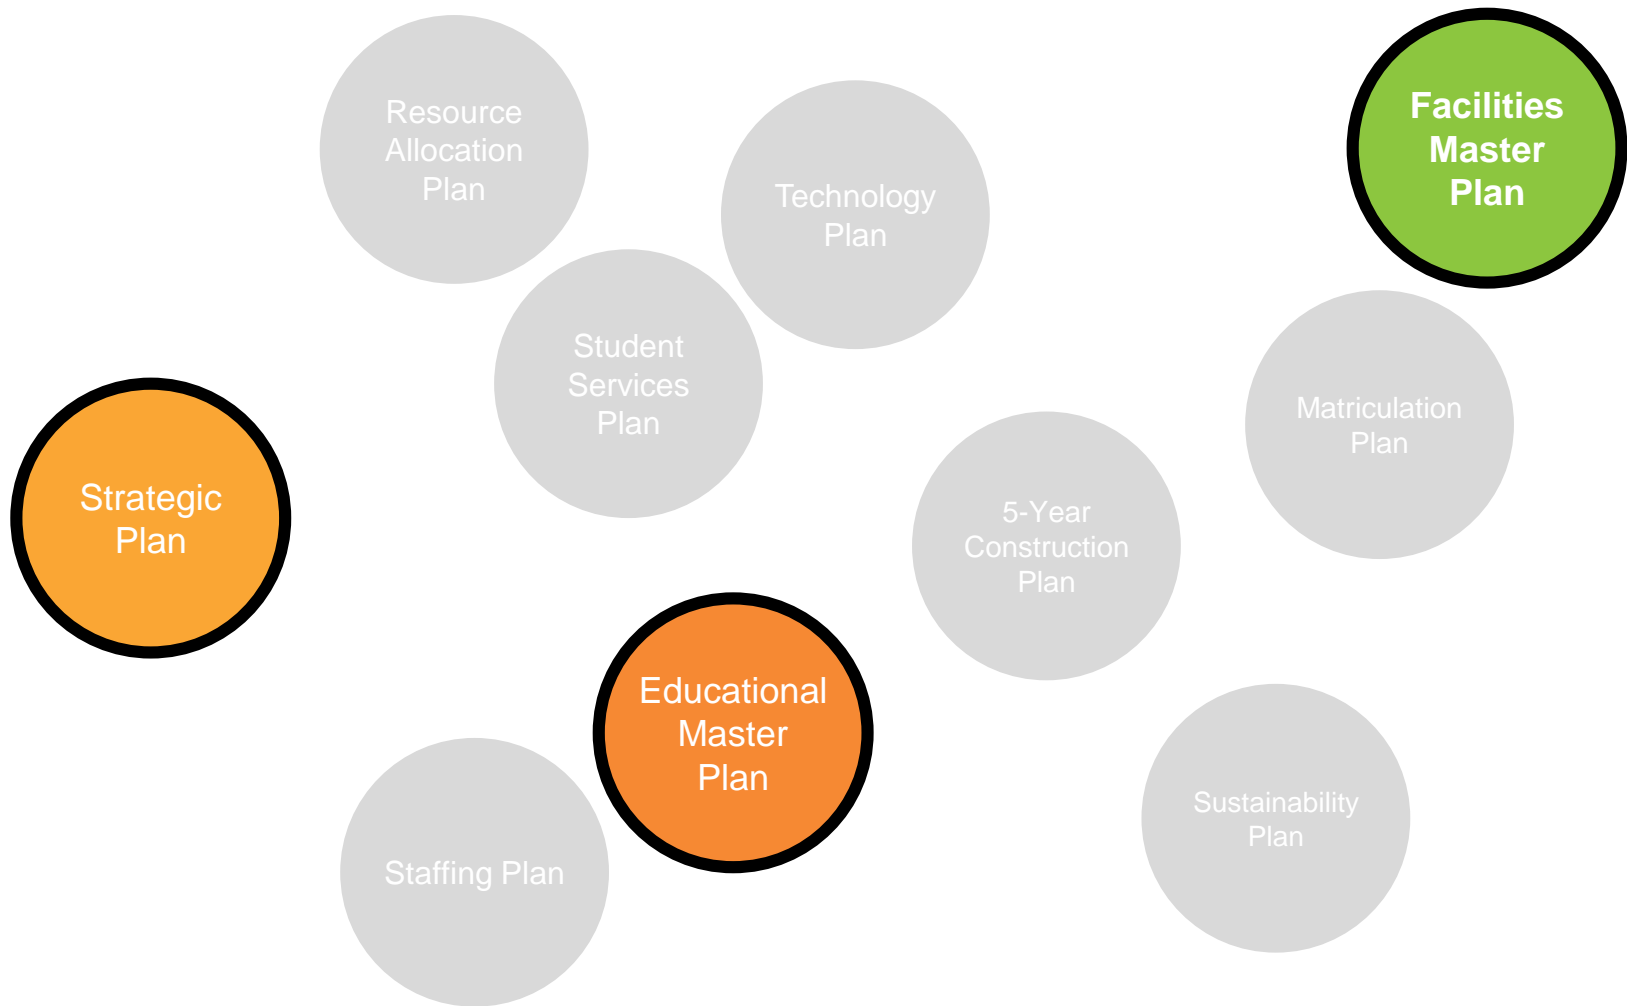 Resource
Allocation
Plan
Technology
Plan
Facilities
Master
Plan
Student
Services
Plan
Matriculation
Plan
Strategic
Plan
5-Year
Construction
Plan
Educational
Master
Plan
Sustainability
Plan
Staffing Plan